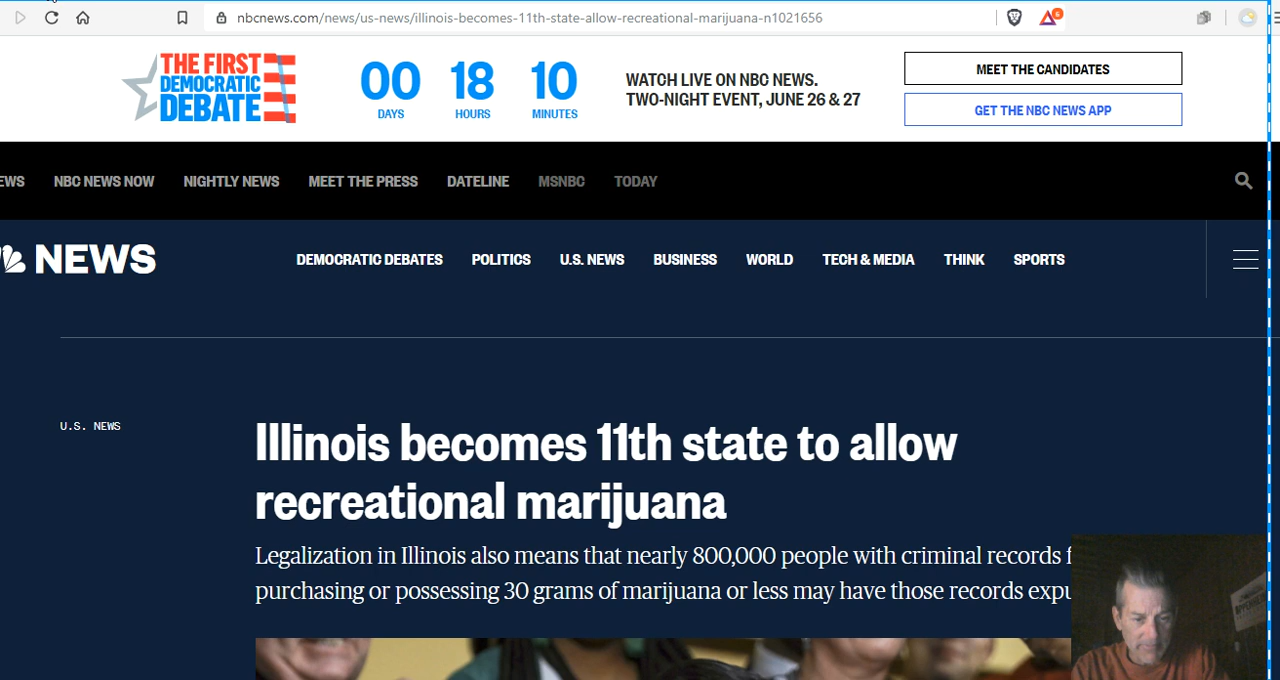 nbcnews.com/news/us-news/illinois-becomes-11th-state-allow-recreational-marijuana-n1021656
6
THE FIRST
DEMOCRATIC
DEBATE
00 18 10
DAYS HOURS MINUTES
WATCH LIVE ON NBC NEWS.
TWO-NIGHT EVENT, JUNE 26 & 27
MEET THE CANDIDATES
GET THE NBC NEWS APP
EWS NBC NEWS NOW NIGHTLY NEWS MEET THE PRESS DATELINE MSNBC TODAY
NEWS DEMOCRATIC DEBATES POLITICS U.S. NEWS BUSINESS WORLD TECH & MEDIA THINK SPORTS
U.S. NEWS
Illinois becomes 11th state to allow
recreational marijuana
Legalization in Illinois also means that nearly 800,000 people with criminal records f
purchasing or possessing 30 grams of marijuana or less may have those records expu